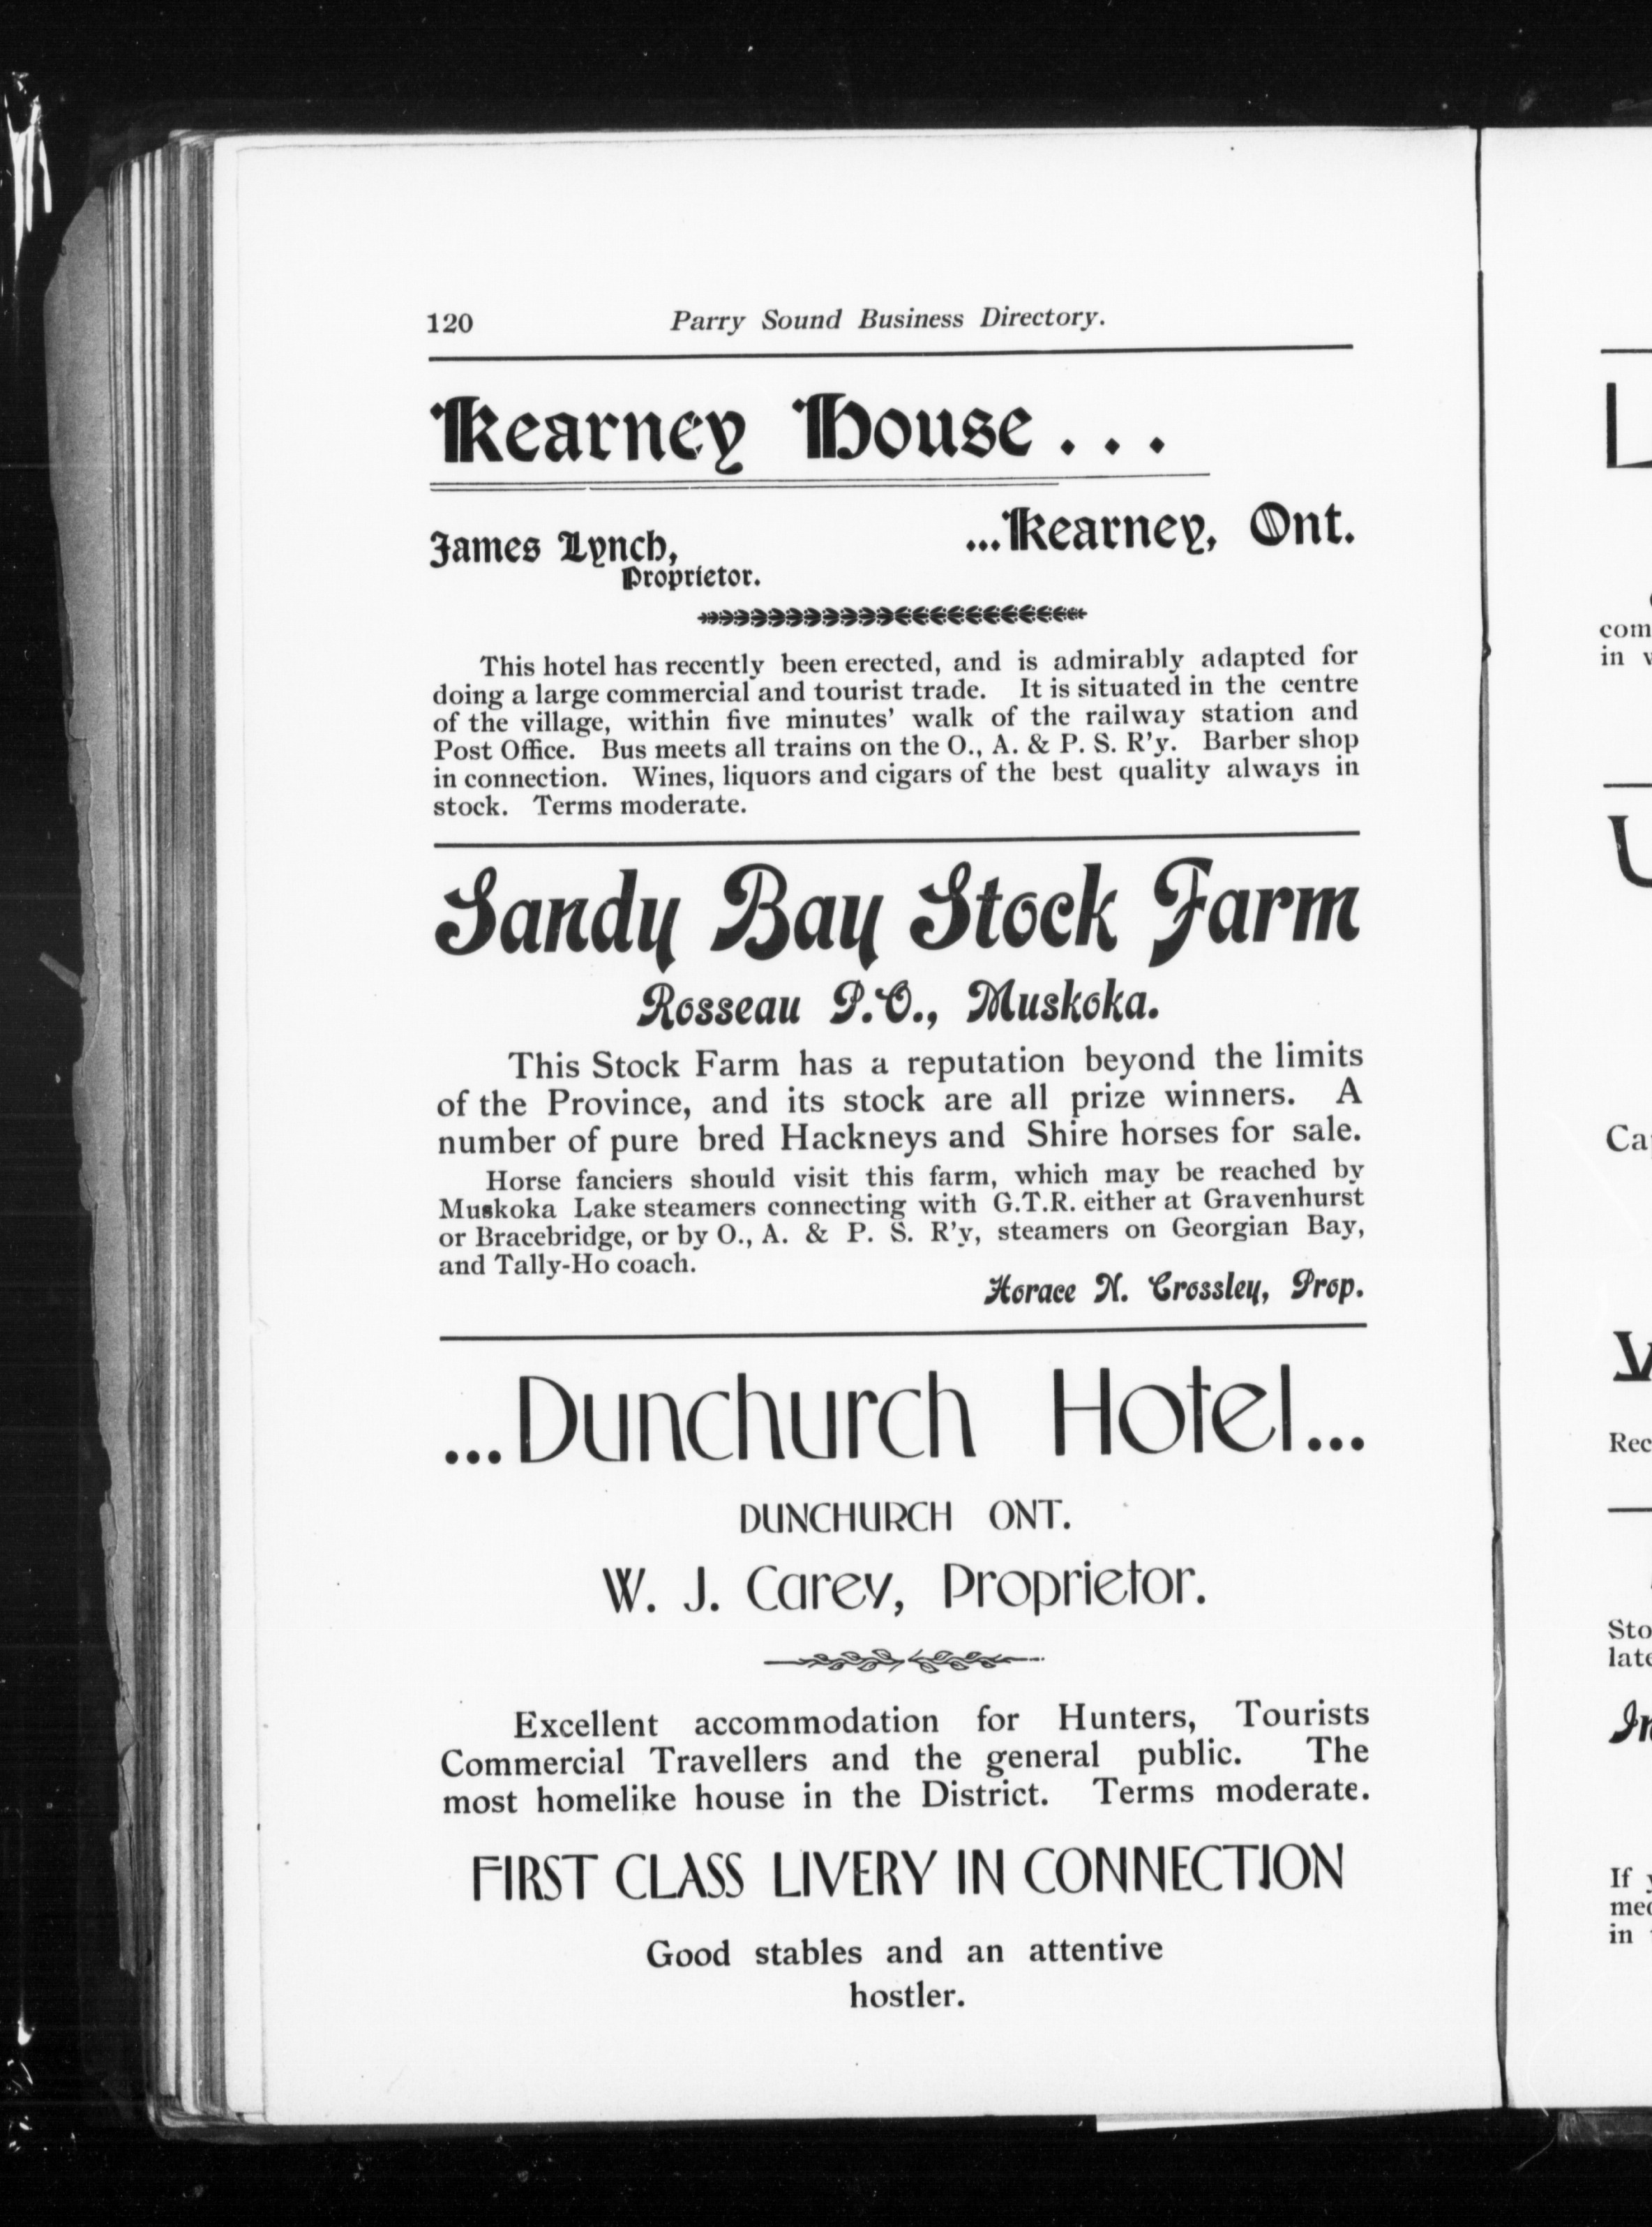 120 Parry Sound Business Directory.
Kearney House...
James Lynch,
Proprietor.
...Kearney, Ont.
This hotel has recently been erected, and is admirably adapted for
doing a large commercial and tourist trade. It is situated in the centre
of the village, within five minutes' walk of the railway station and
Post Office. Bus meets all trains on the O., A. & P. S. R'y. Barber shop
in connection. Wines, liquors and cigars of the best quality always in
stock. Terms moderate.
Sandy Bay Stock Farm
Rosseau P.O., Muskoka.
This Stock Farm has a reputation beyond the limits
of the Province, and its stock are all prize winners. A
number of pure bred Hackneys and Shire horses for sale.
Horse fanciers should visit this farm, which may be reached by
Muskoka Lake steamers connecting with G.T.R. either at Gravenhurst
or Bracebridge, or by O., A. & P. S. R'y, steamers on Georgian Bay,
and Tally-Ho coach.
Horace N. Crossley, Prop.
...Dunchurch Hotel...
DUNCHURCH ONT.
W. J. Carey, Proprietor.
Excellent accommodation for Hunters, Tourists
Commercial Travellers and the general public. The
most homelike house in the District. Terms moderate.
FIRST CLASS LIVERY IN CONNECTION
Good stables and an attentive
hostler.
com
in
Rec
Sto
late
If
in